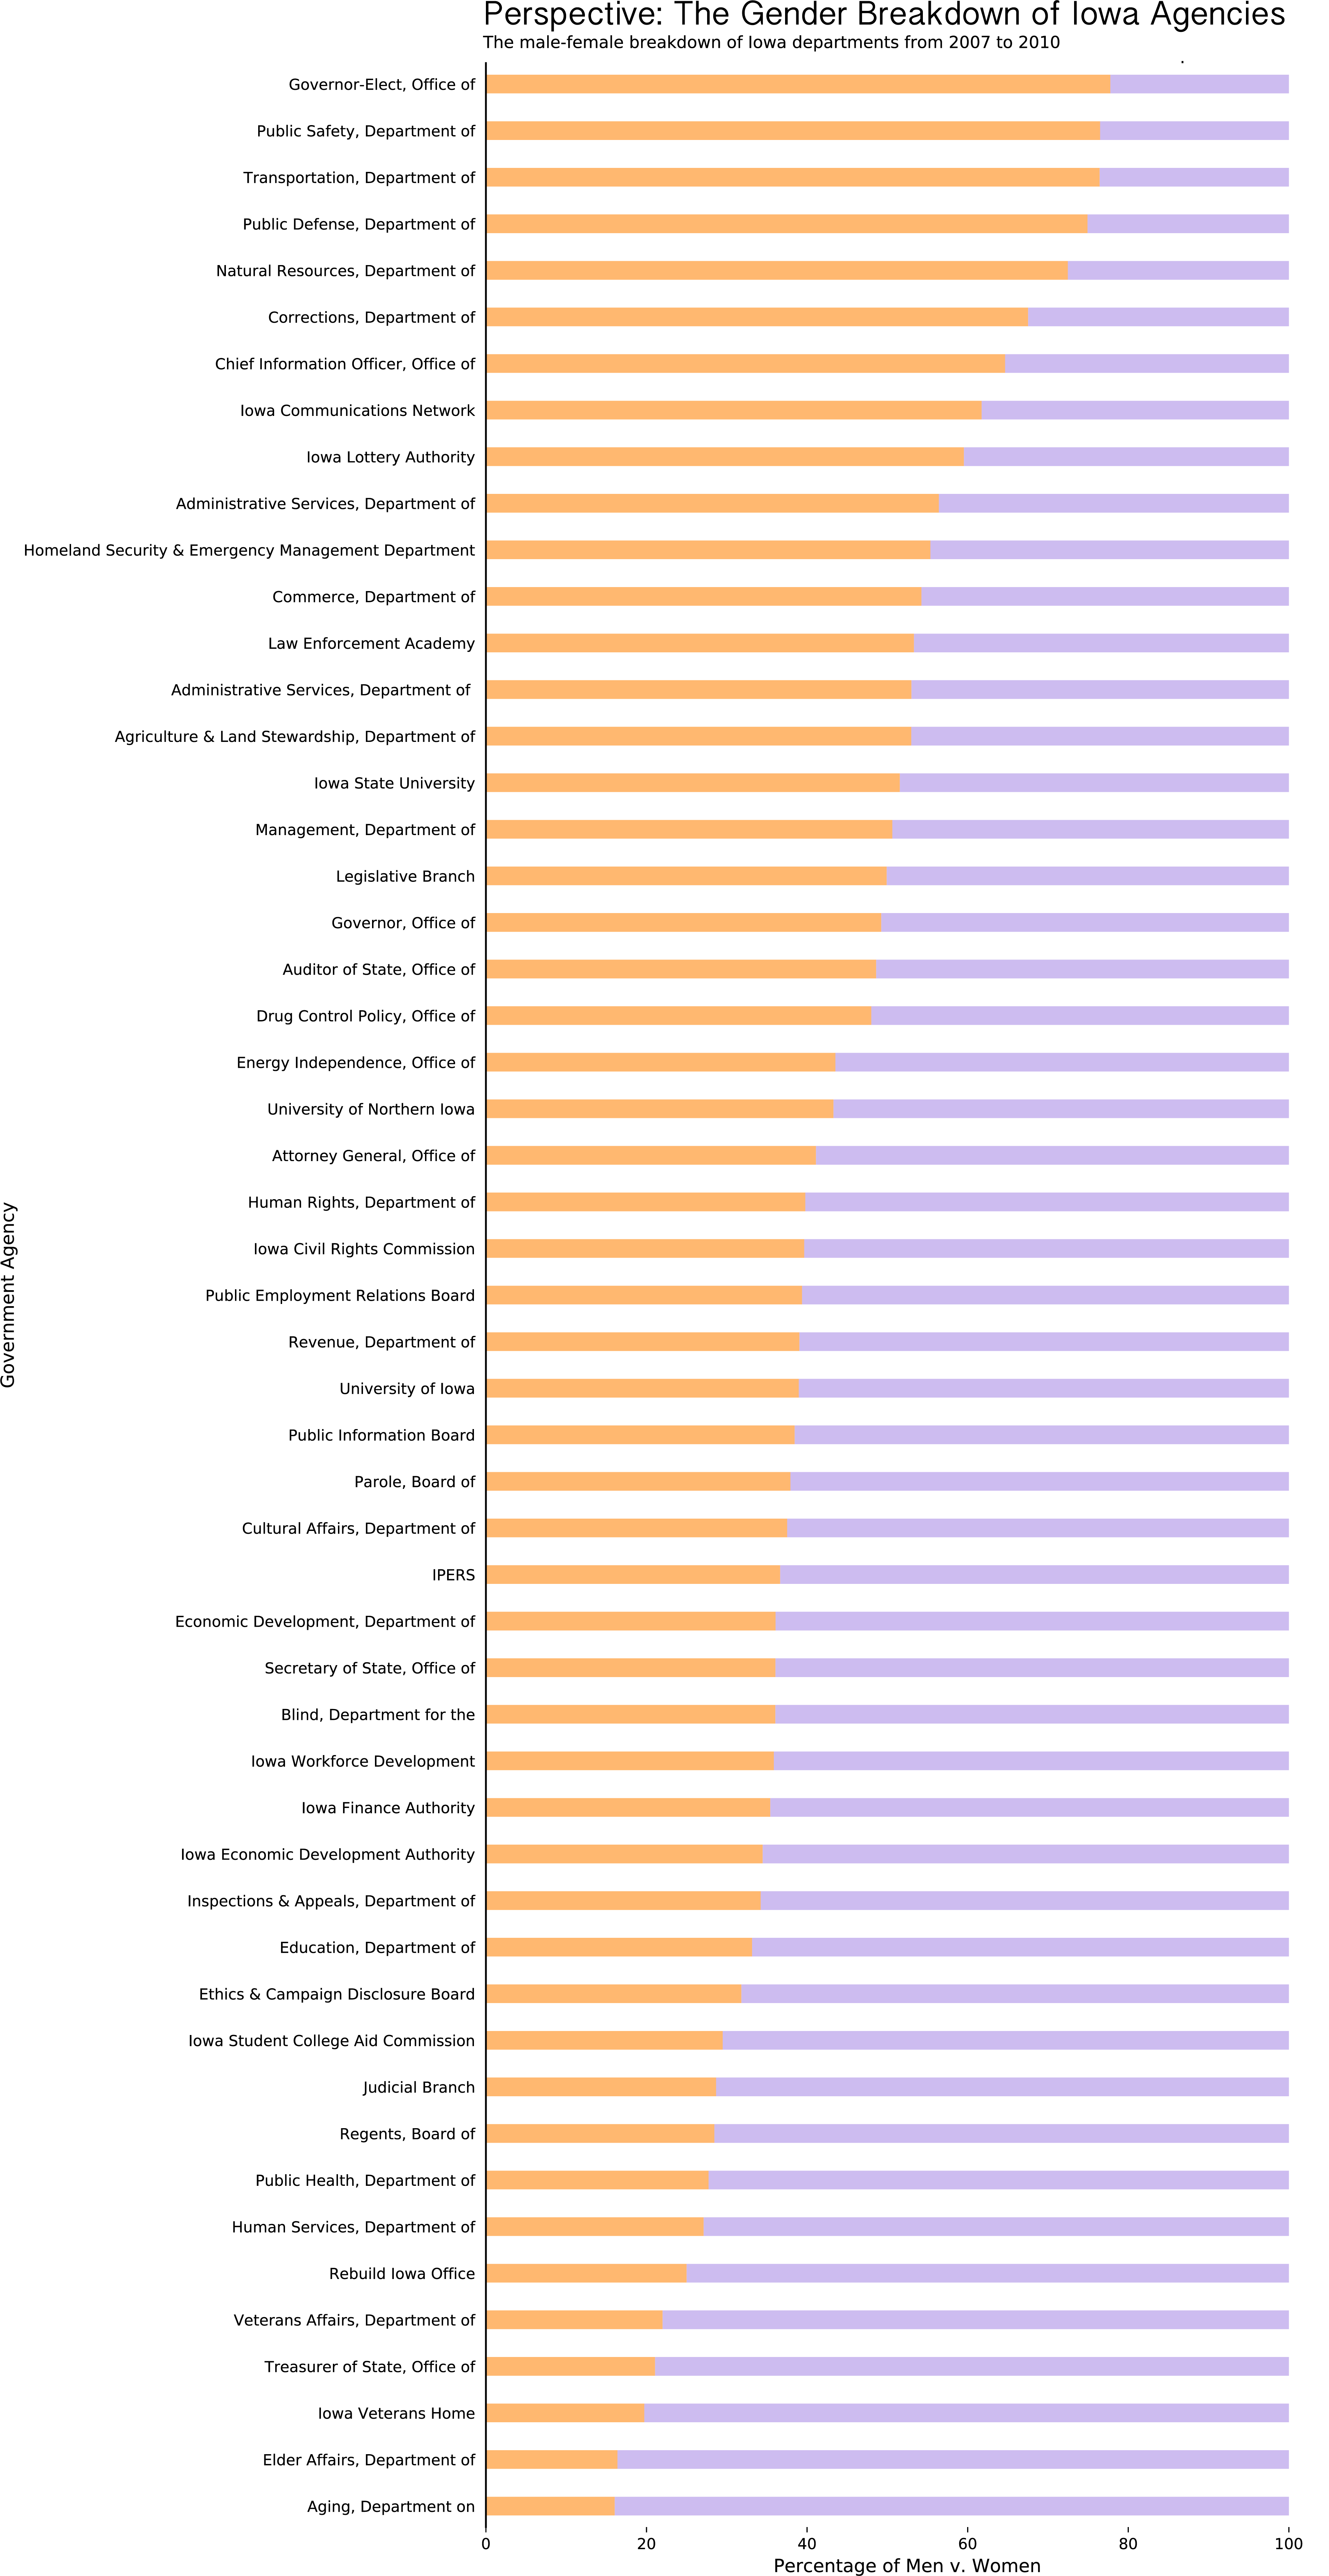 Perspective: The Gender Breakdown of Iowa Agencies
The male-female breakdown of Iowa departments from 2007 to 2010
Governor-Elect, Office of
Public Safety, Department of
Transportation, Department of
Public Defense, Department of
Natural Resources, Department of
Corrections, Department of
Chief Information Officer, Office of
Iowa Communications Network
Iowa Lottery Authority
Administrative Services, Department of
Homeland Security & Emergency Management Department
Commerce, Department of
Law Enforcement Academy
Administrative Services, Department of
Agriculture & Land Stewardship, Department of
Iowa State University
Management, Department of
Legislative Branch
Governor, Office of
Auditor of State, Office of
Drug Control Policy, Office of
Energy Independence, Office of
University of Northern Iowa
Attorney General, Office of
Human Rights, Department of
Iowa Civil Rights Commission
Public Employment Relations Board
Revenue, Department of
University of Iowa
Public Information Board
Parole, Board of
Cultural Affairs, Department of
IPERS
Economic Development, Department of
Secretary of State, Office of
Blind, Department for the
Iowa Workforce Development
Iowa Finance Authority
Iowa Economic Development Authority
Inspections & Appeals, Department of
Education, Department of
Ethics & Campaign Disclosure Board
Iowa Student College Aid Commission
Judicial Branch
Regents, Board of
Public Health, Department of
Human Services, Department of
Rebuild Iowa Office
Veterans Affairs, Department of
Treasurer of State, Office of
Iowa Veterans Home
Elder Affairs, Department of
Aging, Department on
Government Agency
0 20 40 60 80 100
Percentage of Men v. Women